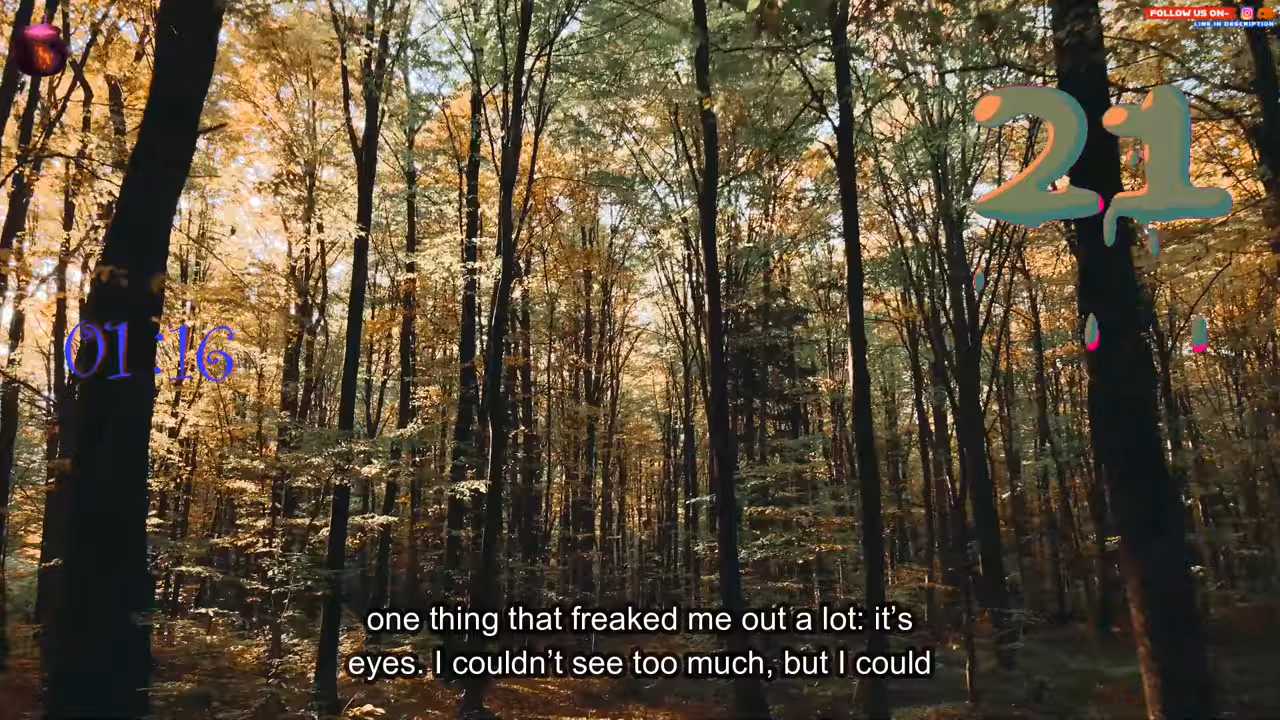 FOLLOW US ON-
LINK IN DESCRIPTION
21
01:16
one thing that freaked me out a lot: it’s
eyes. I couldn’t see too much, but I could